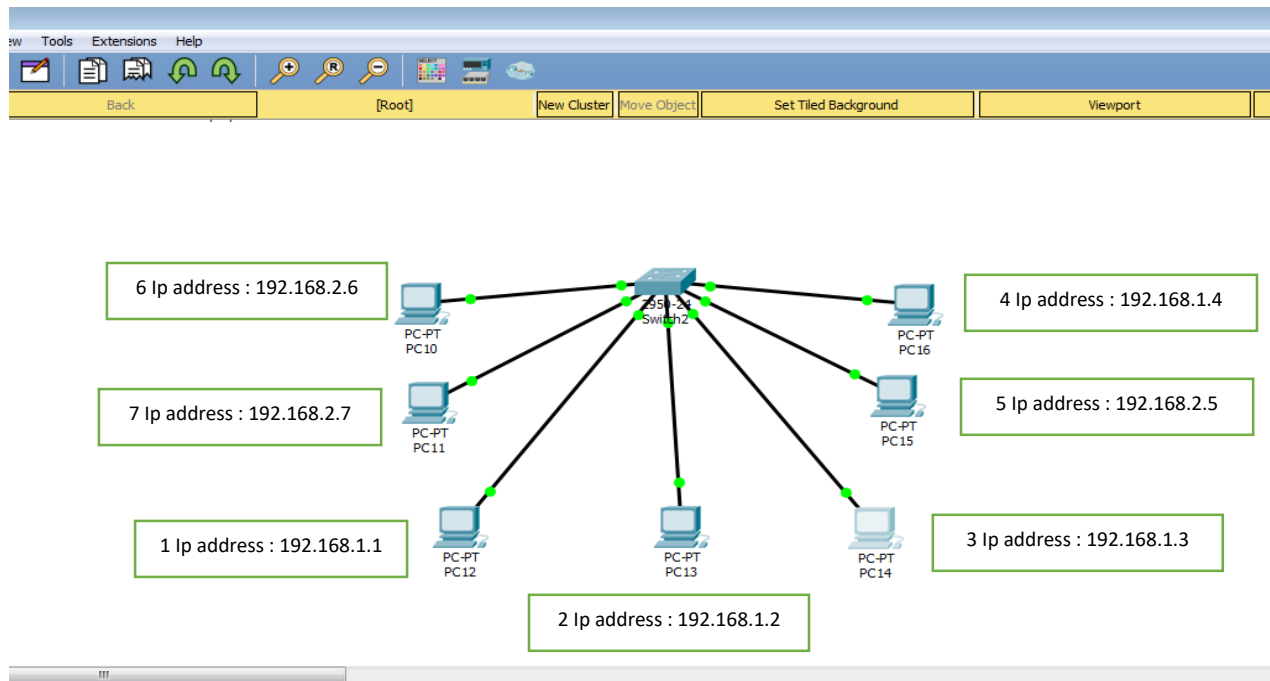 ew Tools Extensions Help
Back [Root] New Cluster Move Object Set Tiled Background Viewport
6 Ip address : 192.168.2.6
PC-PT
PC10
2950-24
Switch2
4 Ip address : 192.168.1.4
PC-PT
PC16
7 Ip address : 192.168.2.7
PC-PT
PC11
5 Ip address : 192.168.2.5
PC-PT
PC15
1 Ip address : 192.168.1.1
PC-PT
PC12
PC-PT
PC13
3 Ip address : 192.168.1.3
PC-PT
PC14
2 Ip address : 192.168.1.2